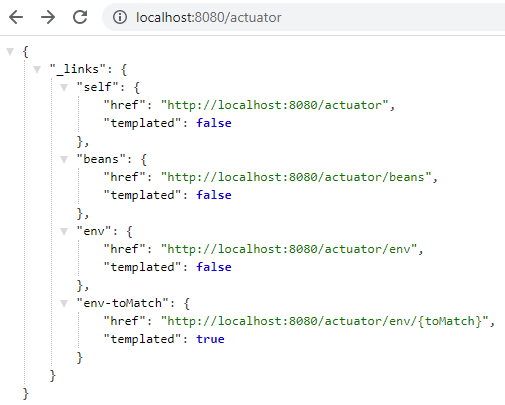 localhost:8080/actuator
{
"_links": {
"self": {
"href": "http://localhost:8080/actuator",
"templated": false
},
"beans": {
"href": "http://localhost:8080/actuator/beans",
"templated": false
},
"env": {
"href": "http://localhost:8080/actuator/env",
"templated": false
},
"env-toMatch": {
"href": "http://localhost:8080/actuator/env/{toMatch}",
"templated": true
}
}
}